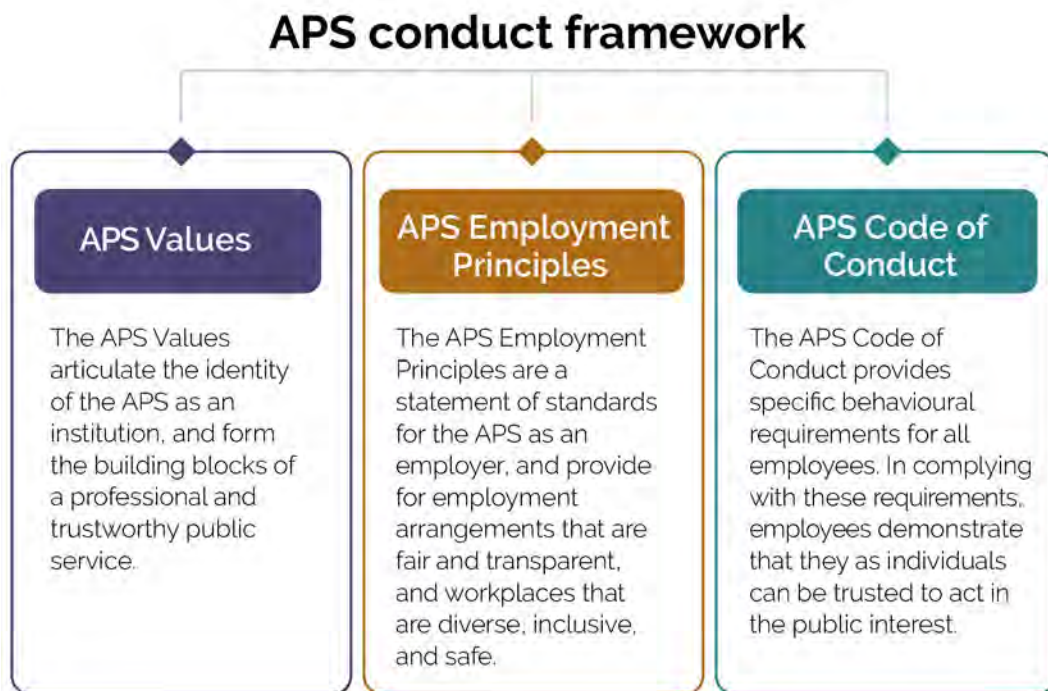 APS conduct framework
APS Values
The APS Values
articulate the identity
of the APS as an
institution, and form
the building blocks of
a professional and
trustworthy public
service.
APS Employment
Principles
The APS Employment
Principles are a
statement of standards
for the APS as an
employer, and provide
for employment
arrangements that are
fair and transparent,
and workplaces that
are diverse, inclusive,
and safe.
APS Code of
Conduct
The APS Code of
Conduct provides
specific behavioural
requirements for all
employees. In complying
with these requirements,
employees demonstrate
that they as individuals
can be trusted to act in
the public interest.